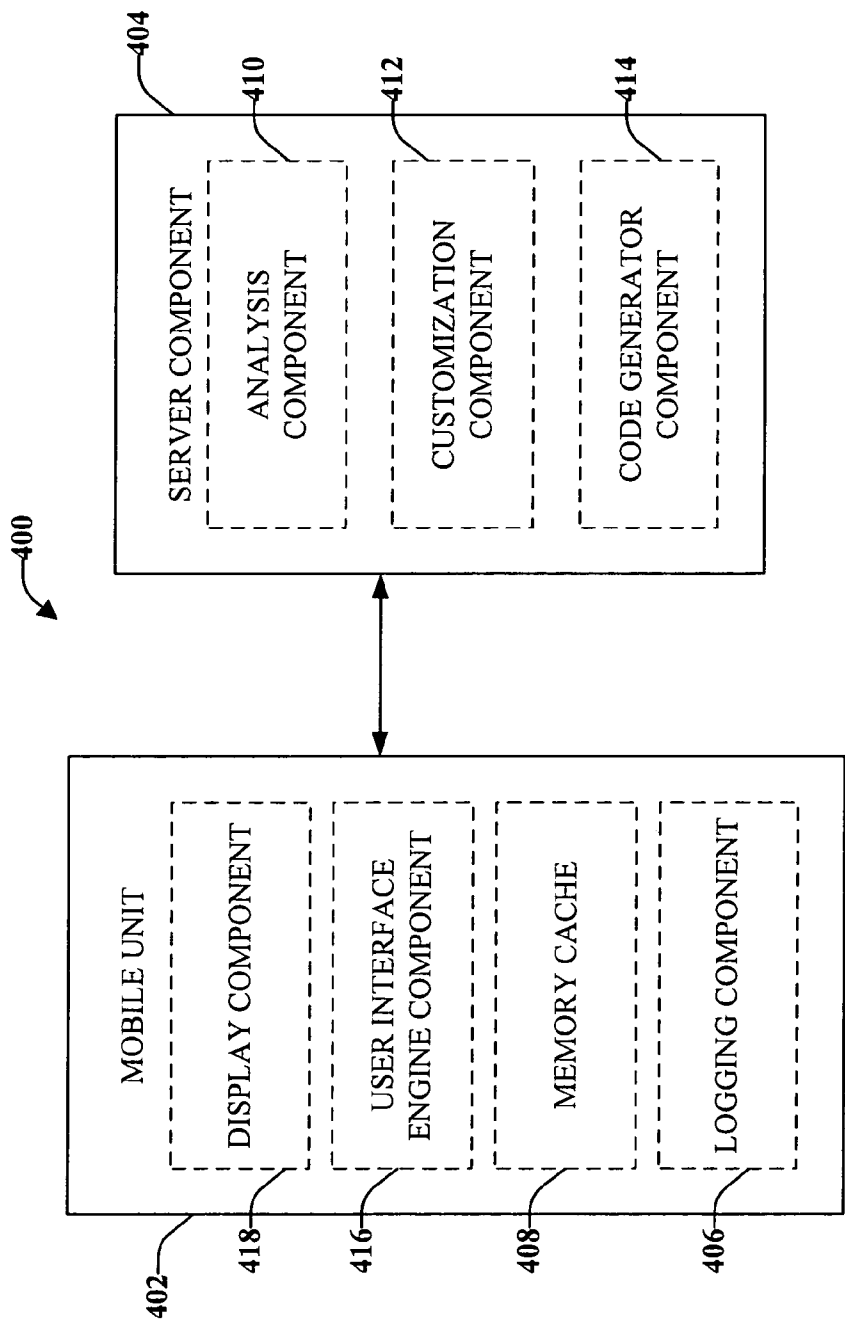 400
402
MOBILE UNIT
418
DISPLAY COMPONENT
416
USER INTERFACE
ENGINE COMPONENT
408
MEMORY CACHE
406
LOGGING COMPONENT
404
SERVER COMPONENT
410
ANALYSIS
COMPONENT
412
CUSTOMIZATION
COMPONENT
414
CODE GENERATOR
COMPONENT